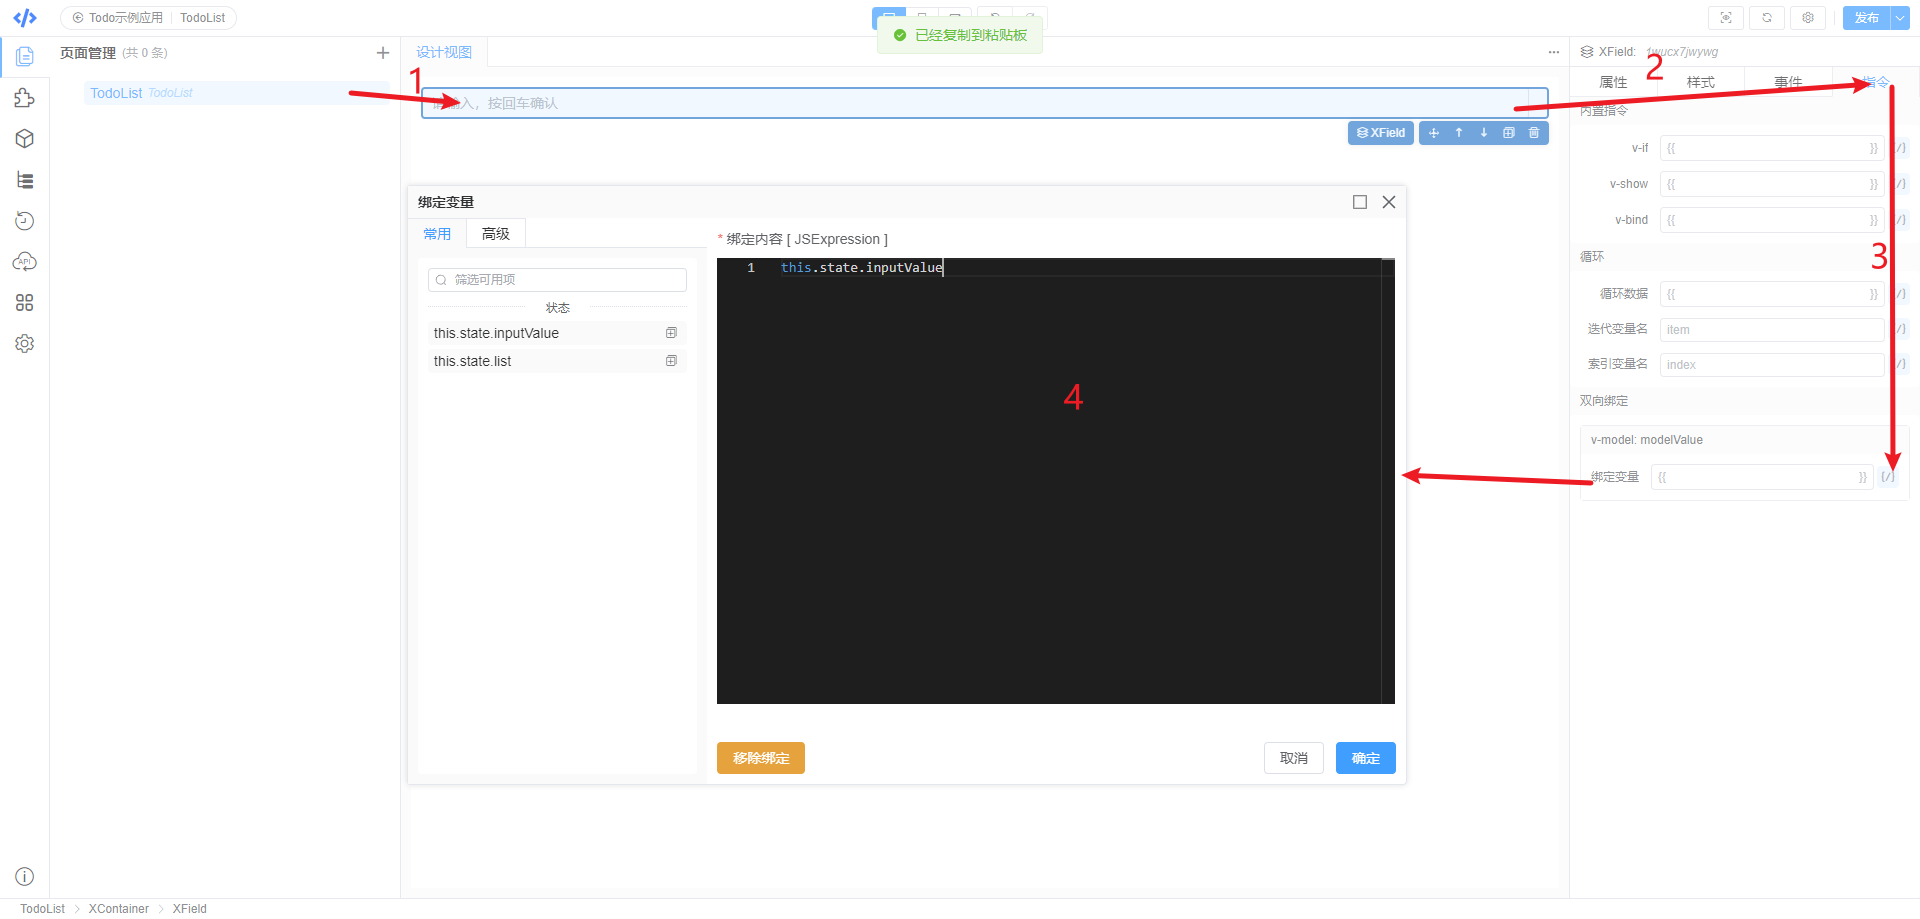 Todo示例应用 TodoList
已经复制到粘贴板
发布
页面管理 (共 0 条)
设计视图
XField: 1wucx7jwywg
TodoList TodoList
1
2
属性 样式 事件 指令
输入，按回车确认
内置指令
XField
v-if {{ }}
v-show {{ }}
v-bind {{ }}
绑定变量
常用 高级
* 绑定内容 [ JSExpression ]
3
循环
1 this.state.inputValue
筛选可用项
状态
this.state.inputValue
this.state.list
循环数据 {{ }}
迭代变量名 item
索引变量名 index
4
双向绑定
v-model: modelValue
绑定变量 {{ }} {/}
移除绑定
取消 确定
API
TodoList > XContainer > XField